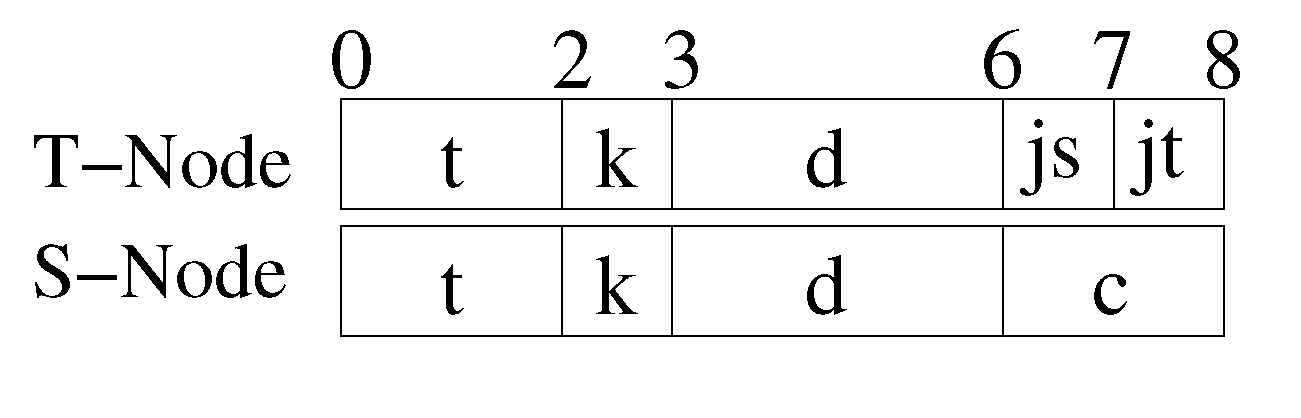 0 2 3 6 7 8
T−Node t k d js jt
S−Node t k d c